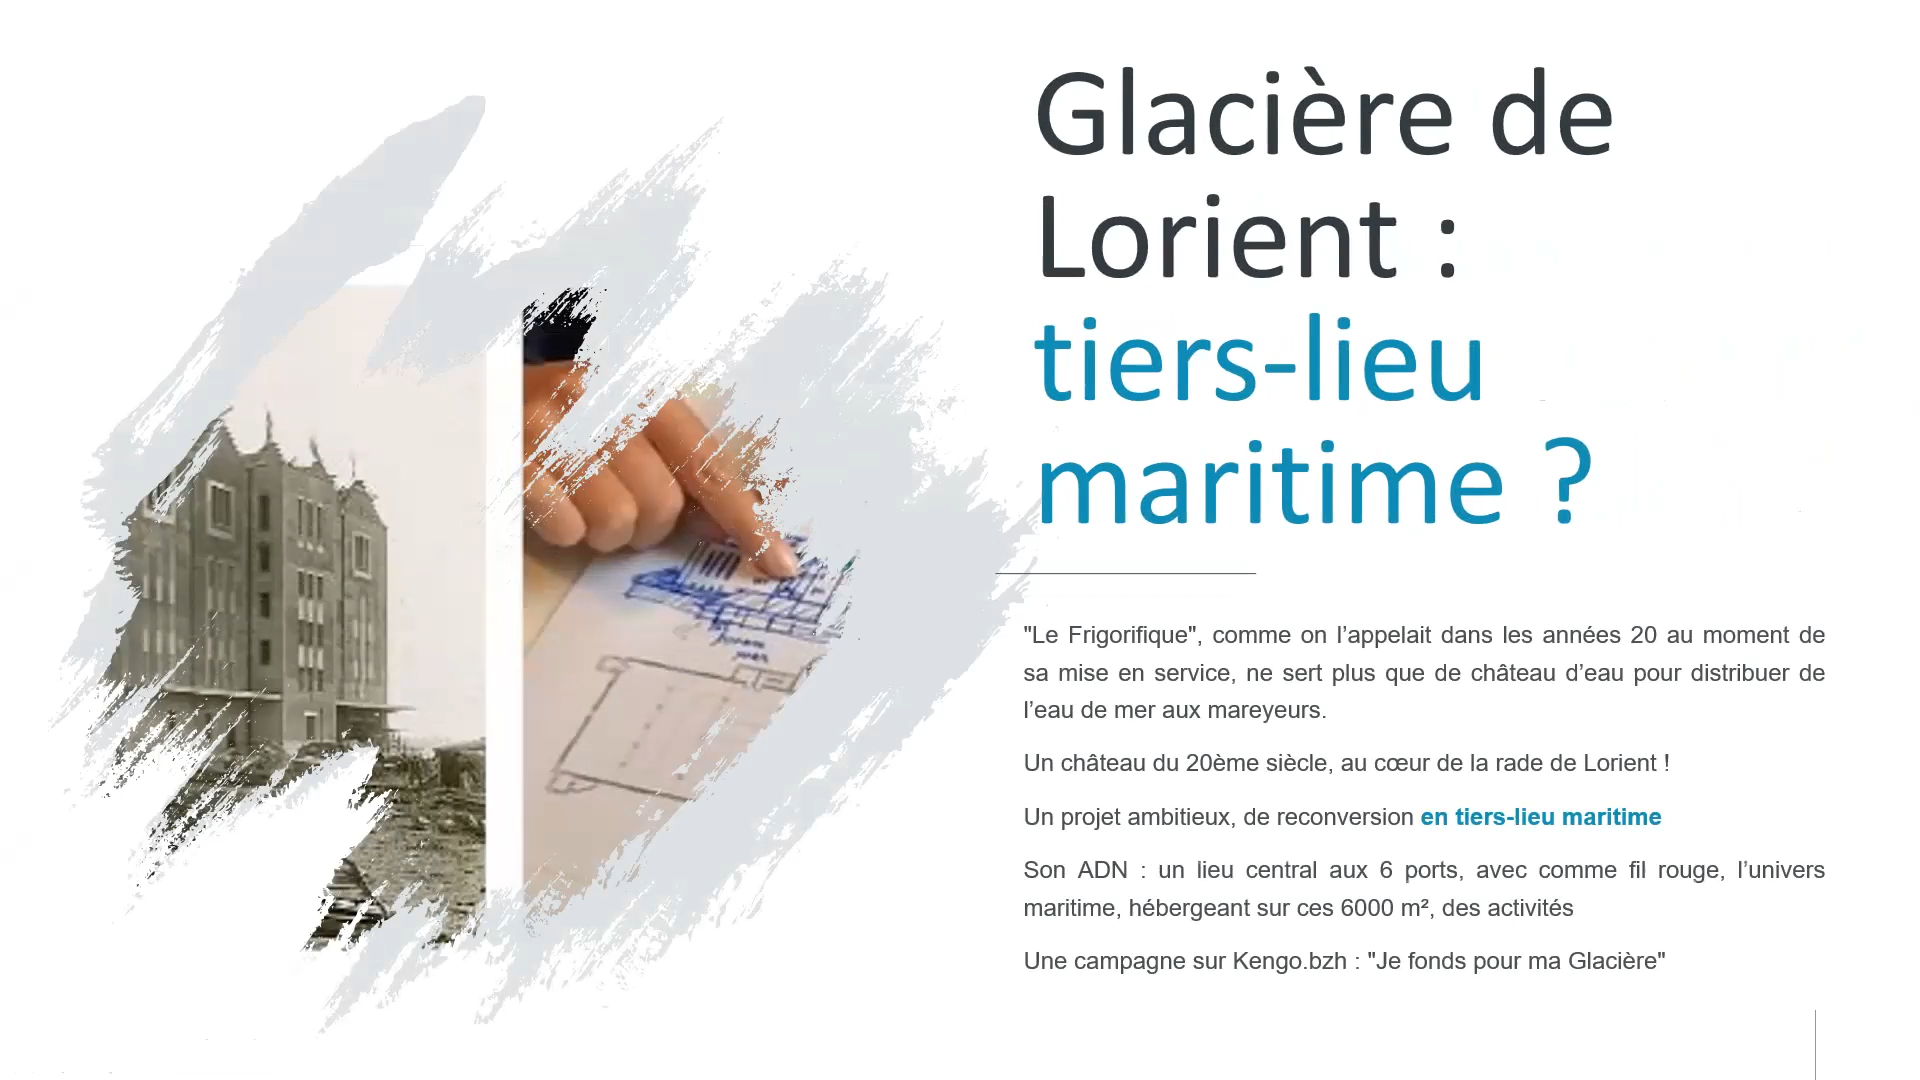 Glacière de
Lorient :
tiers-lieu
maritime ?
"Le Frigorifique", comme on l’appelait dans les années 20 au moment de
sa mise en service, ne sert plus que de château d’eau pour distribuer de
l’eau de mer aux mareyeurs.
Un château du 20ème siècle, au cœur de la rade de Lorient !
Un projet ambitieux, de reconversion en tiers-lieu maritime
Son ADN : un lieu central aux 6 ports, avec comme fil rouge, l’univers
maritime, hébergeant sur ces 6000 m², des activités
Une campagne sur Kengo.bzh : "Je fonds pour ma Glacière"